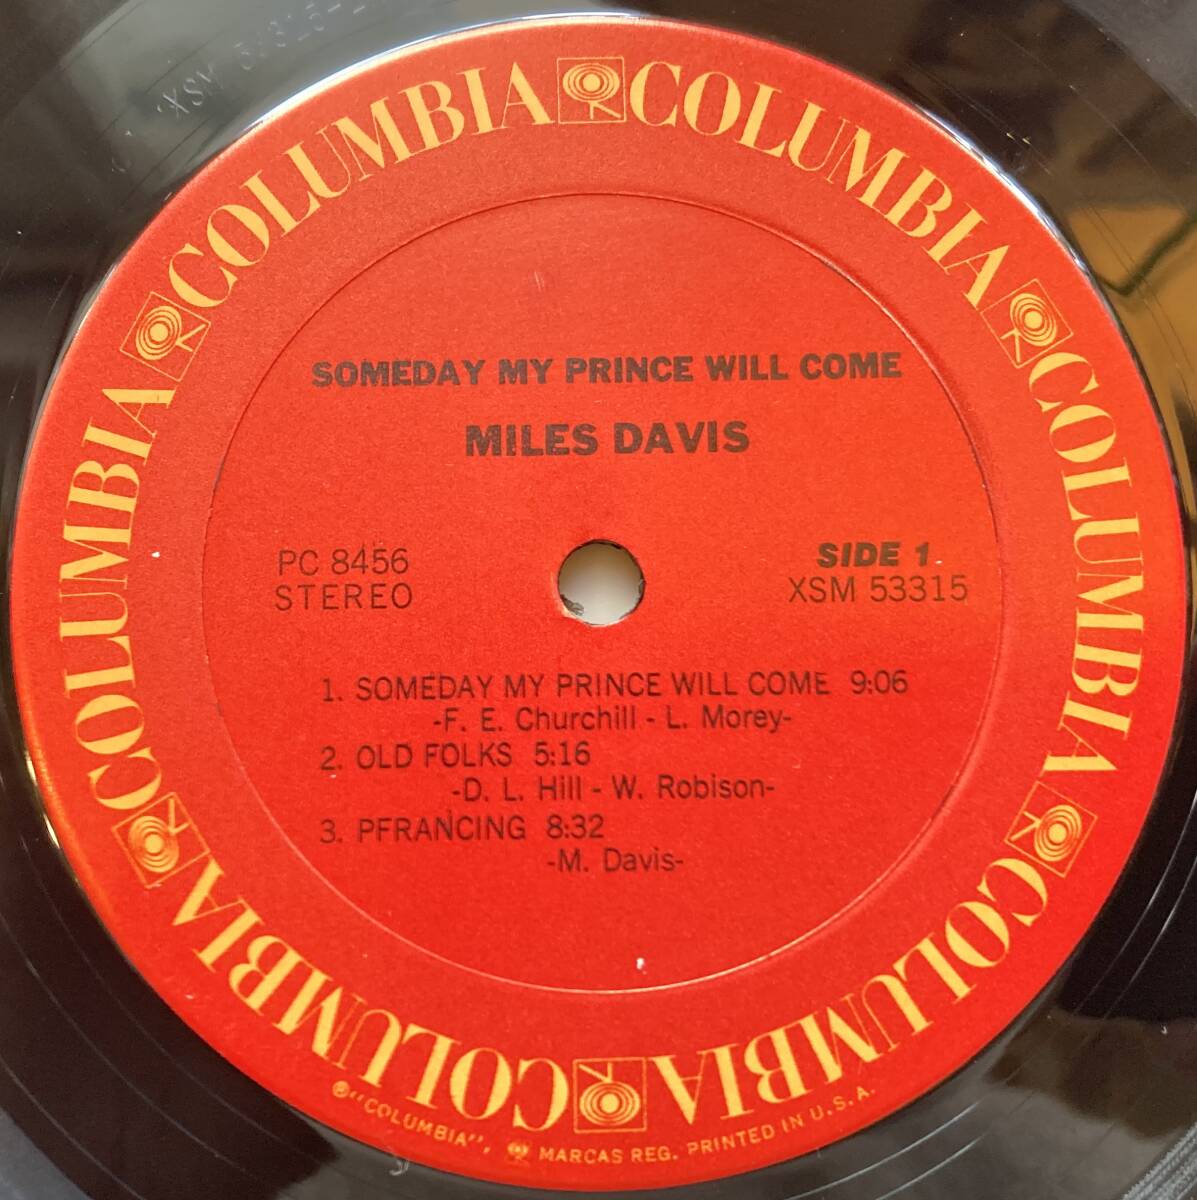 COLUMBIA COLUMBIA COLUMBIA COLUMBIA COLUMBIA COLUMBIA
SOMEDAY MY PRINCE WILL COME
MILES DAVIS
PC 8456
STEREO
SIDE 1
XSM 53315
1. SOMEDAY MY PRINCE WILL COME 9:06
-F. E. Churchill - L. Morey-
2. OLD FOLKS 5:16
-D. L. Hill - W. Robison-
3. PFRANCING 8:32
-M. Davis-
®"COLUMBIA", MARCAS REG. PRINTED IN U.S.A.
XSM